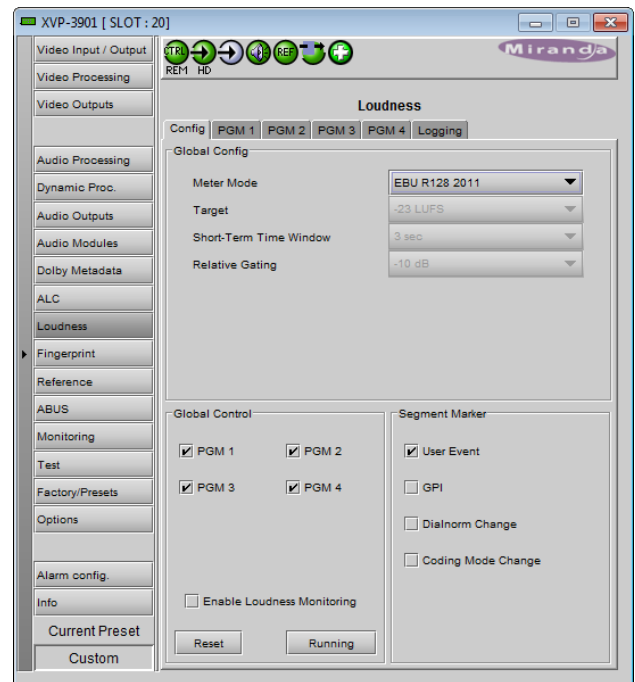 XVP-3901 [ SLOT : 20]
Video Input / Output
Video Processing
Video Outputs
Audio Processing
Dynamic Proc.
Audio Outputs
Audio Modules
Dolby Metadata
ALC
Loudness
Fingerprint
Reference
ABUS
Monitoring
Test
Factory/Presets
Options
Alarm config.
Info
Current Preset
Custom
CTRL REF Miranda
REM HD
Loudness
Config PGM 1 PGM 2 PGM 3 PGM 4 Logging
Global Config
Meter Mode EBU R128 2011
Target -23 LUFS
Short-Term Time Window 3 sec
Relative Gating -10 dB
Global Control
PGM 1 PGM 2
PGM 3 PGM 4
Enable Loudness Monitoring
Reset Running
Segment Marker
User Event
GPI
Dialnorm Change
Coding Mode Change